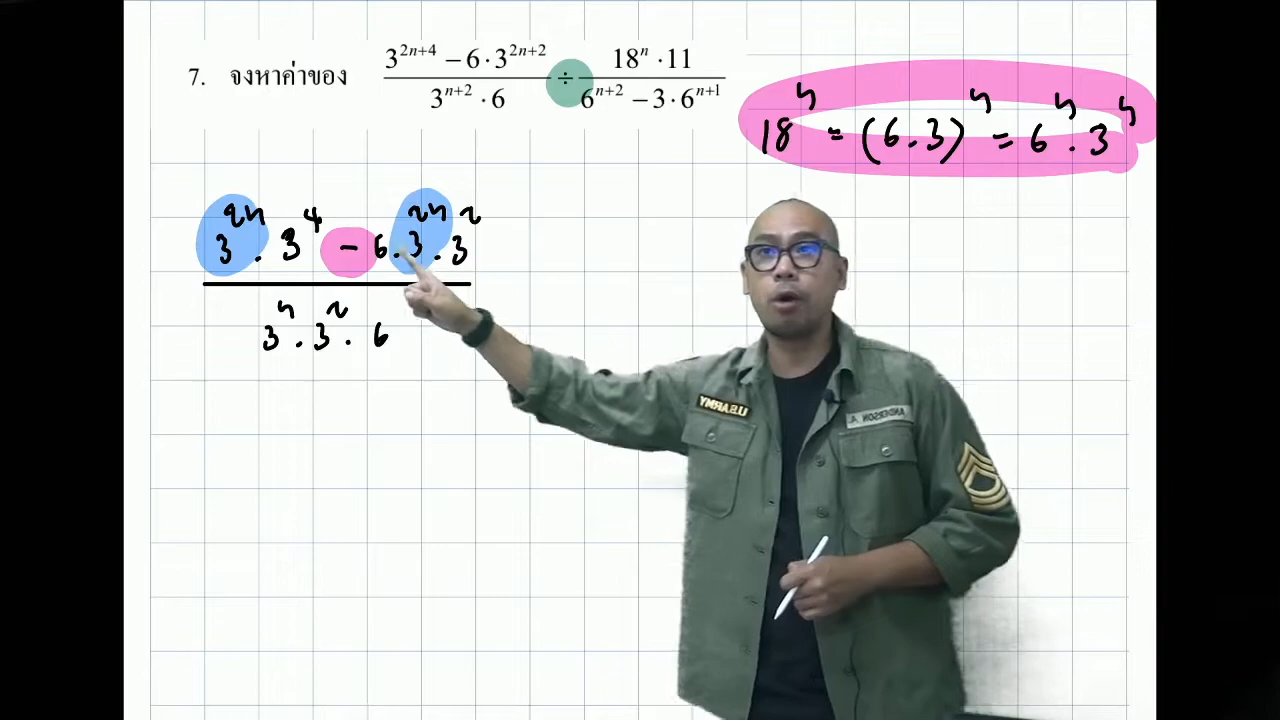 7. จงหาค่าของ (3^{2n+4} − 6·3^{2n+2})/(3^{n+2}·6) ÷ (18^n·11)/(6^{n+2} − 3·6^{n+1})
18^n = (6.3)^n = 6^n . 3^n
3^{2n} . 3^4 − 6.3^{2n}.3^2
3^n . 3^2 . 6
U.S.ARMY
ANDERSON A.